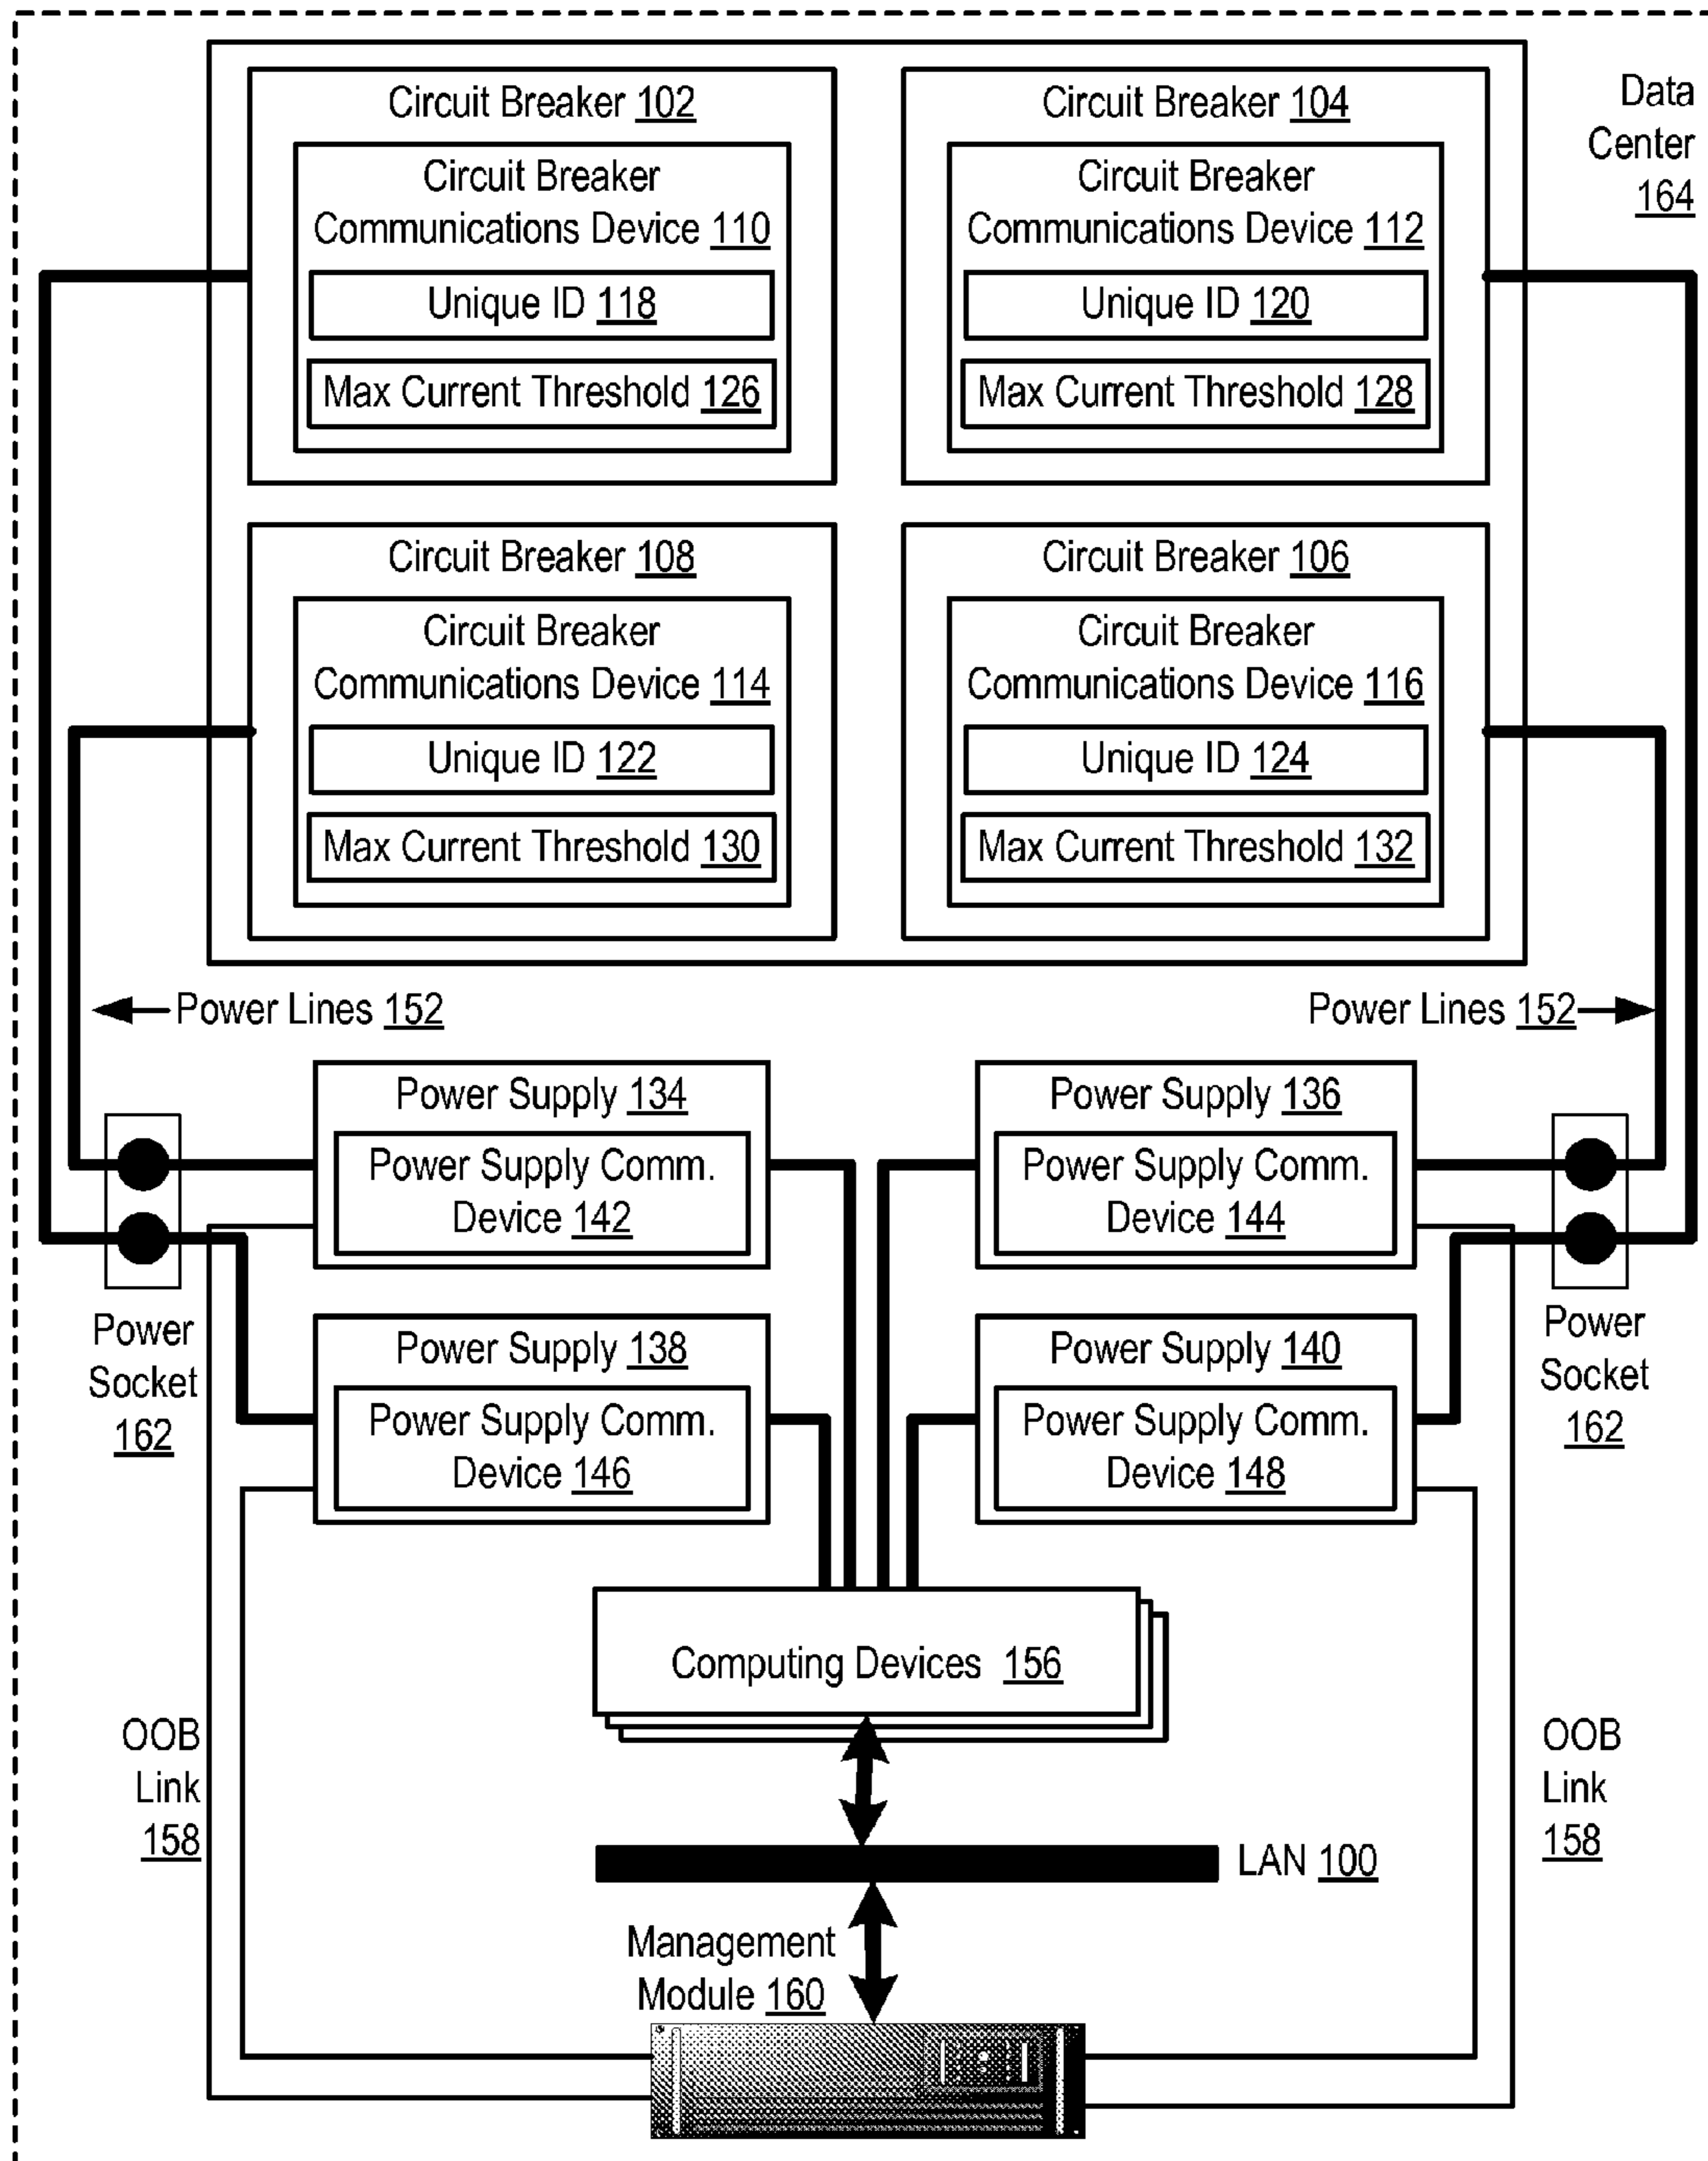 Data
Center
164
Circuit Breaker 102
Circuit Breaker
Communications Device 110
Unique ID 118
Max Current Threshold 126
Circuit Breaker 104
Circuit Breaker
Communications Device 112
Unique ID 120
Max Current Threshold 128
Circuit Breaker 108
Circuit Breaker
Communications Device 114
Unique ID 122
Max Current Threshold 130
Circuit Breaker 106
Circuit Breaker
Communications Device 116
Unique ID 124
Max Current Threshold 132
Power Lines 152
Power Lines 152
Power Supply 134
Power Supply Comm.
Device 142
Power Supply 136
Power Supply Comm.
Device 144
Power
Socket
162
Power Supply 138
Power Supply Comm.
Device 146
Power Supply 140
Power Supply Comm.
Device 148
Power
Socket
162
Computing Devices 156
OOB
Link
158
OOB
Link
158
LAN 100
Management
Module 160